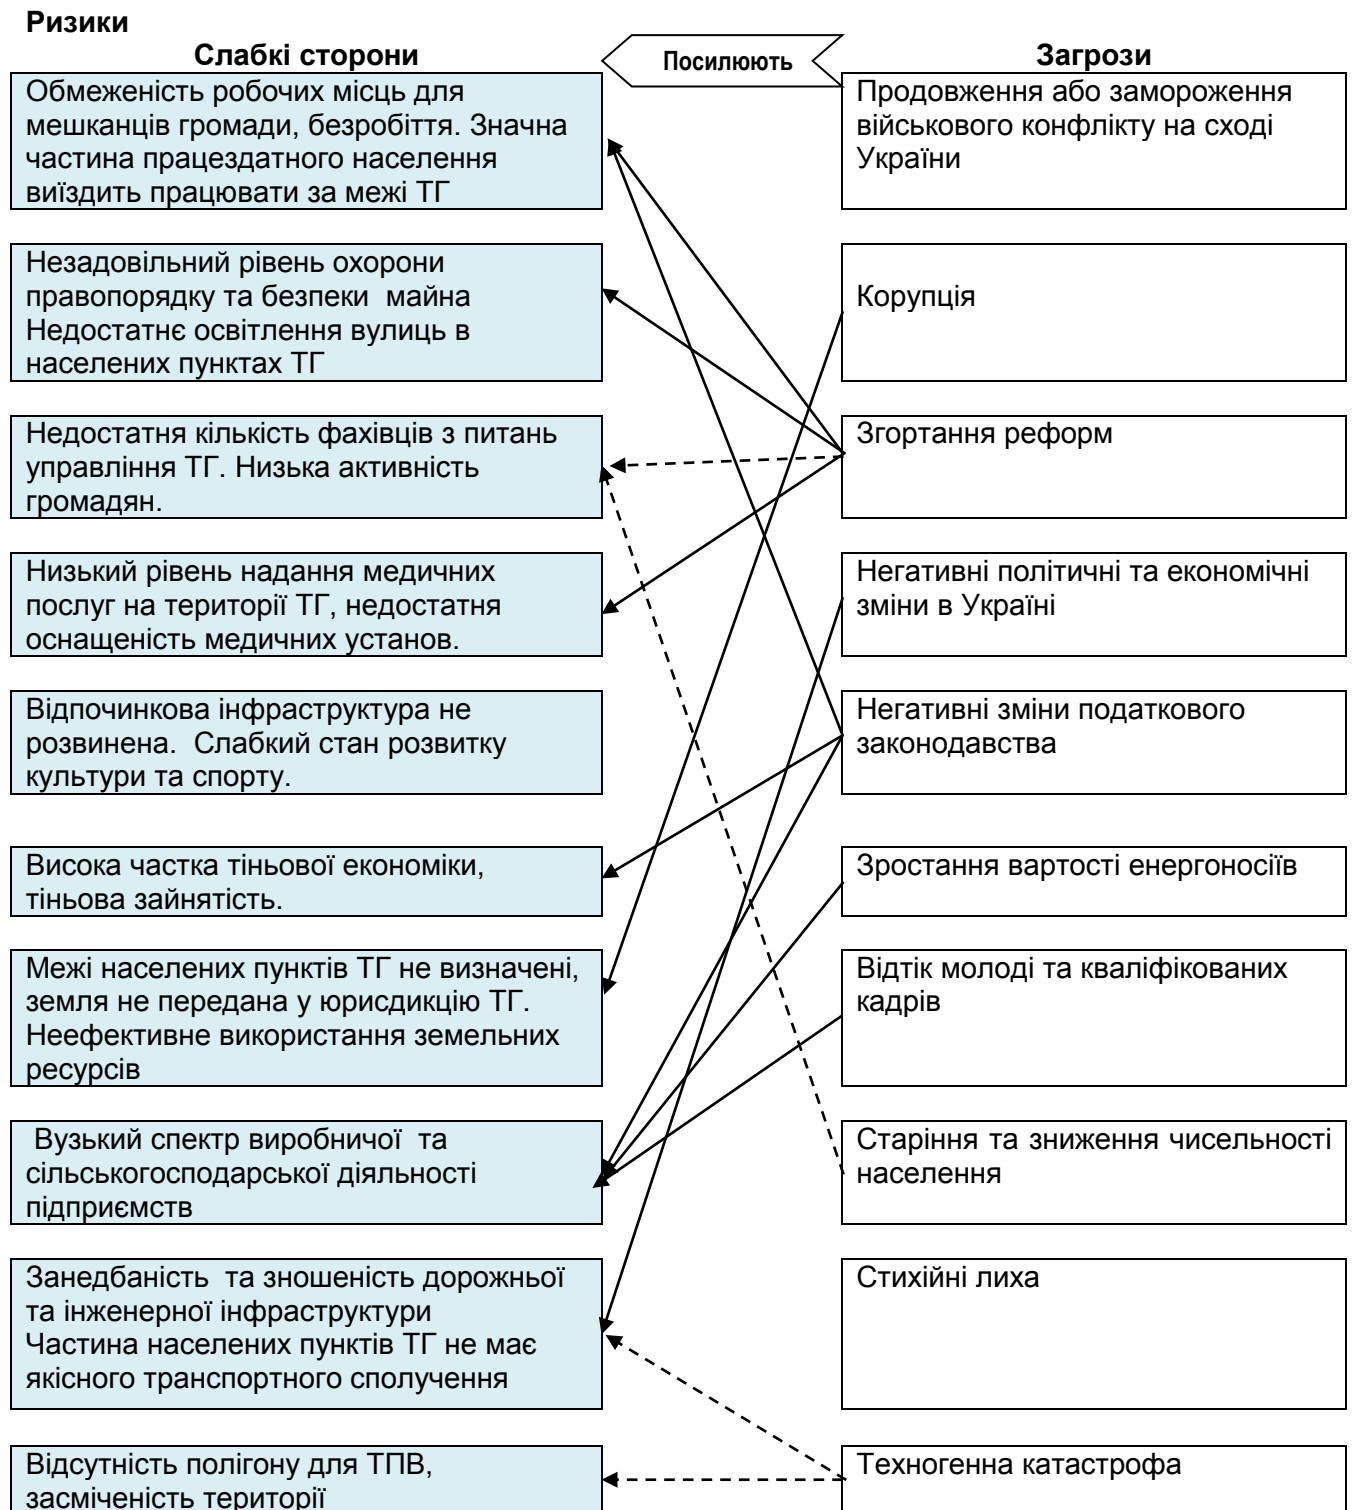 Ризики
Слабкі сторони
Посилюють
Загрози
Обмеженість робочих місць для
мешканців громади, безробіття. Значна
частина працездатного населення
виїздить працювати за межі ТГ
Продовження або замороження
військового конфлікту на сході
України
Незадовільний рівень охорони
правопорядку та безпеки майна
Недостатнє освітлення вулиць в
населених пунктах ТГ
Корупція
Недостатня кількість фахівців з питань
управління ТГ. Низька активність
громадян.
Згортання реформ
Низький рівень надання медичних
послуг на території ТГ, недостатня
оснащеність медичних установ.
Негативні політичні та економічні
зміни в Україні
Відпочинкова інфраструктура не
розвинена. Слабкий стан розвитку
культури та спорту.
Негативні зміни податкового
законодавства
Висока частка тіньової економіки,
тіньова зайнятість.
Зростання вартості енергоносіїв
Межі населених пунктів ТГ не визначені,
земля не передана у юрисдикцію ТГ.
Неефективне використання земельних
ресурсів
Відтік молоді та кваліфікованих
кадрів
Вузький спектр виробничої та
сільськогосподарської діяльності
підприємств
Старіння та зниження чисельності
населення
Занедбаність та зношеність дорожньої
та інженерної інфраструктури
Частина населених пунктів ТГ не має
якісного транспортного сполучення
Стихійні лиха
Відсутність полігону для ТПВ,
засміченість території
Техногенна катастрофа